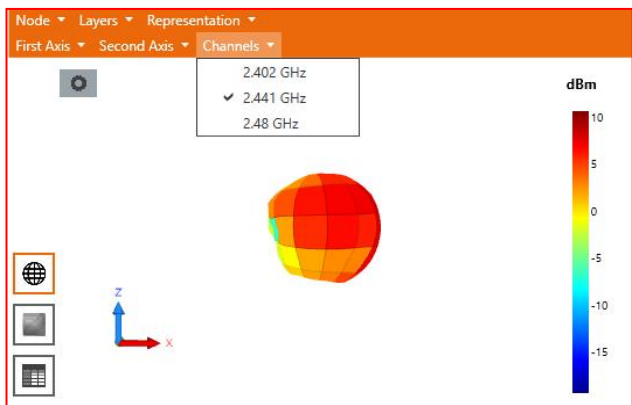 Node Layers Representation
First Axis Second Axis Channels
2.402 GHz
✔ 2.441 GHz
2.48 GHz
dBm
10
5
0
-5
-10
-15
Z
X